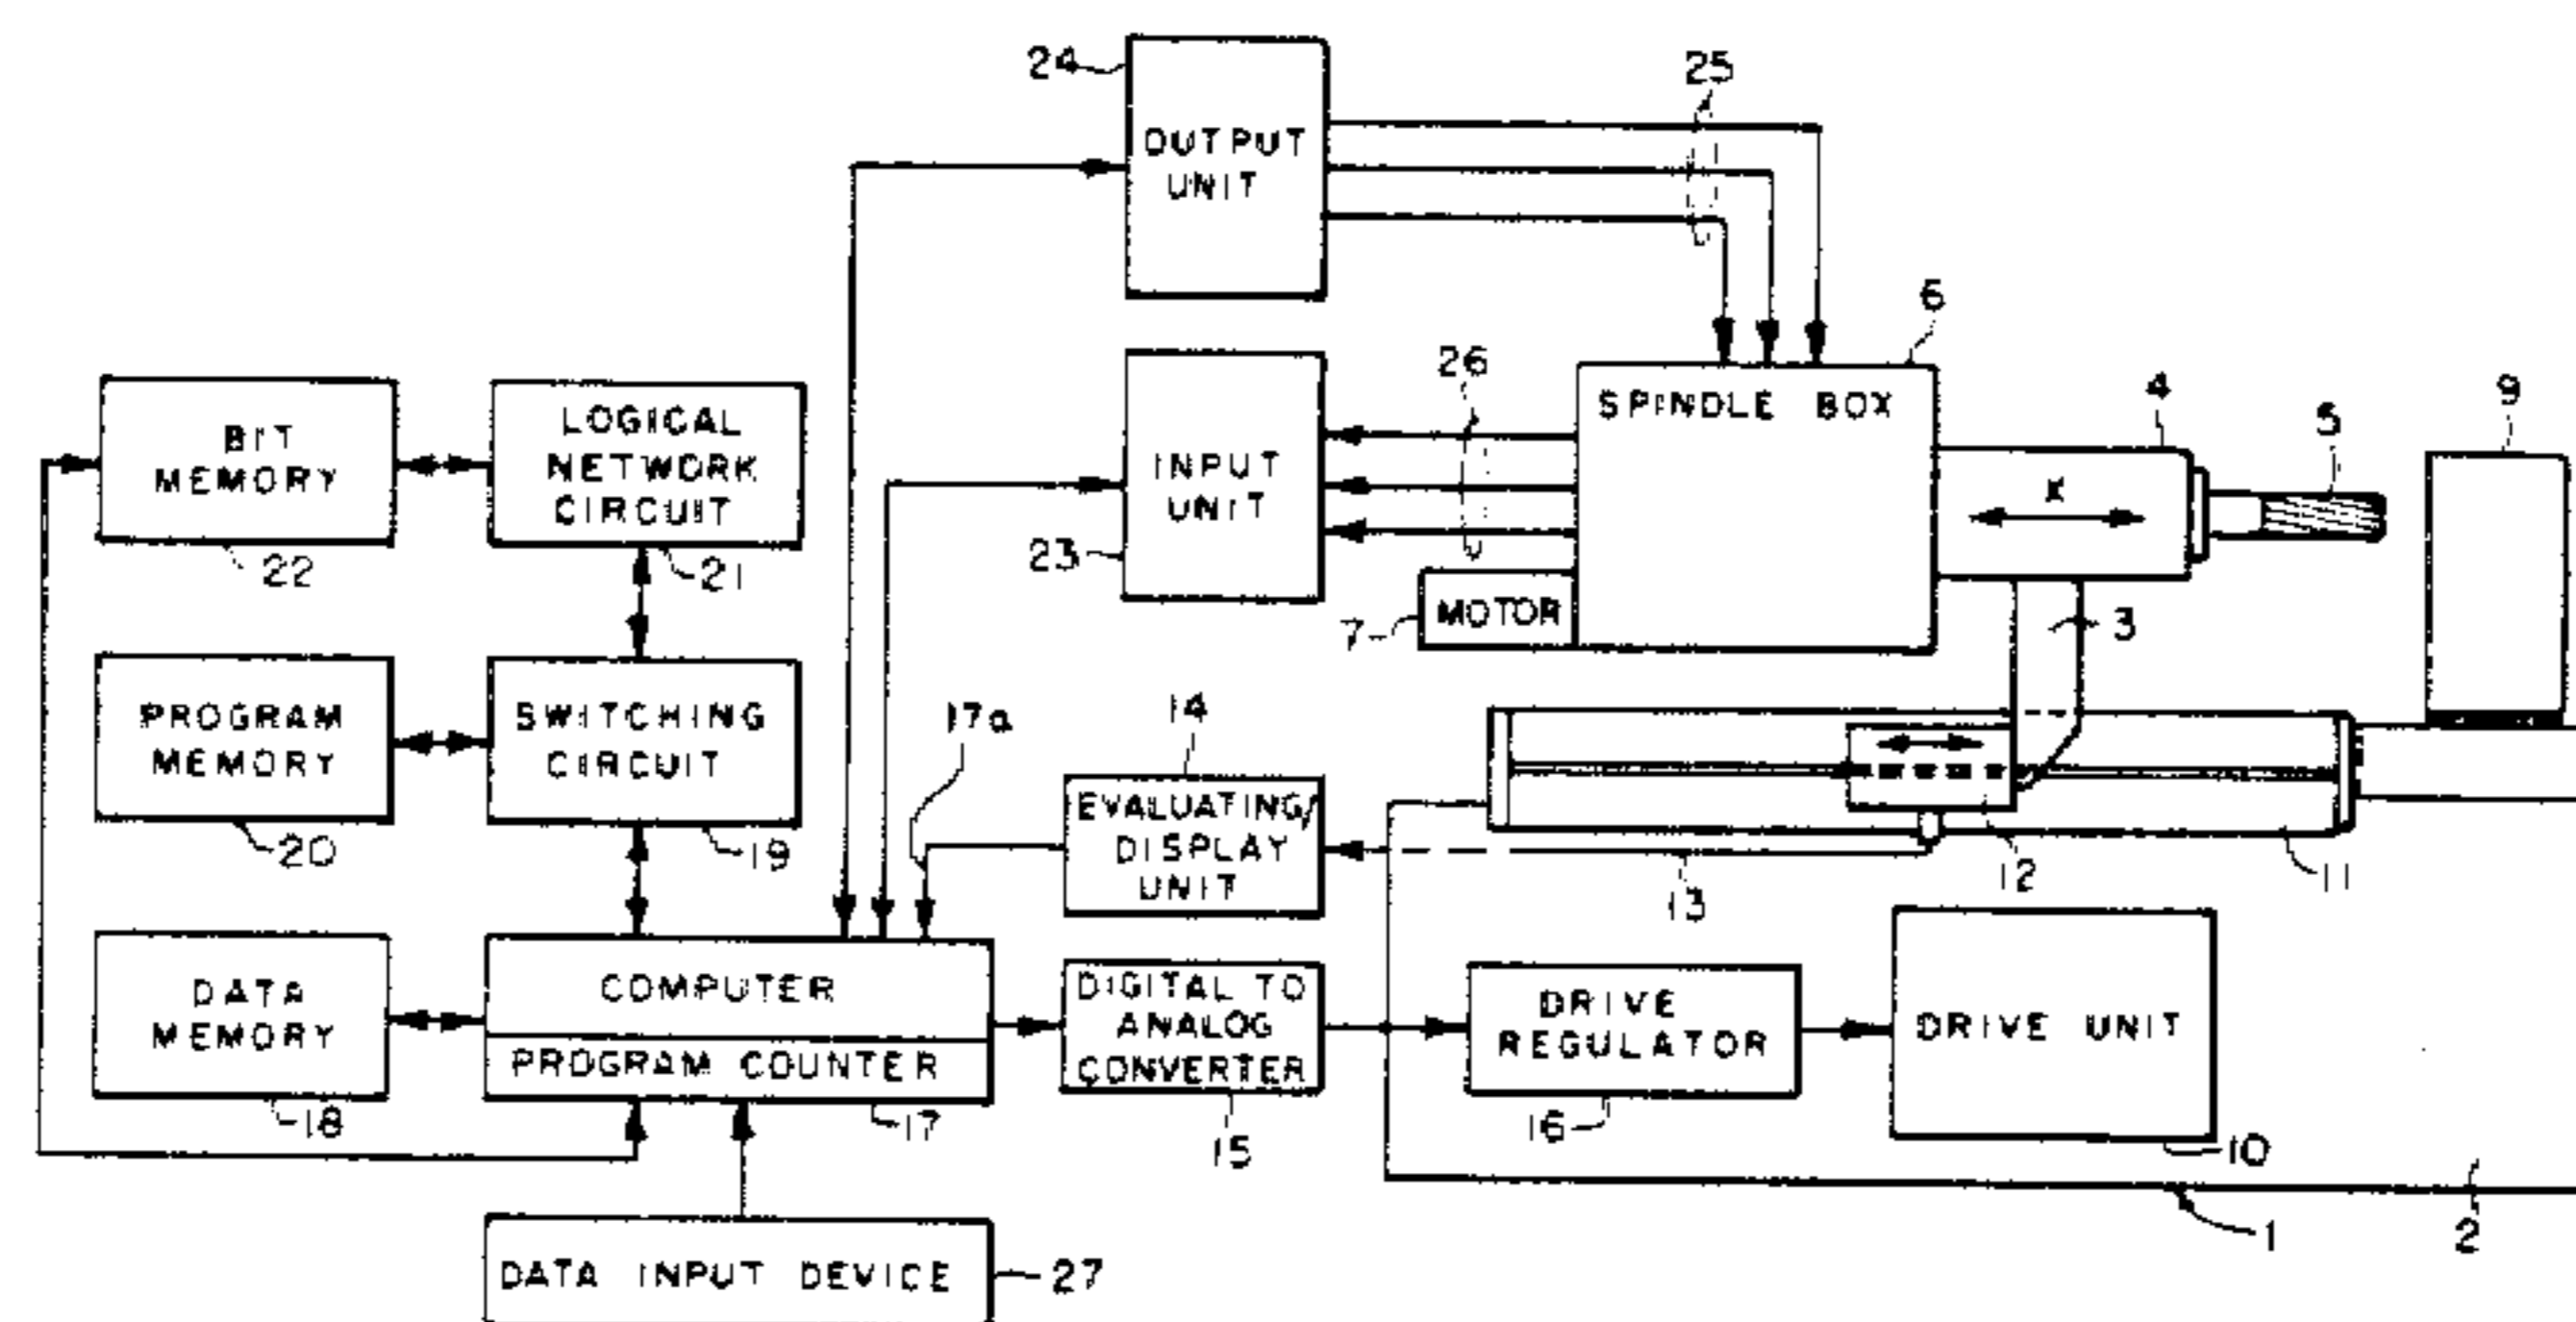 24
OUTPUT
UNIT
25
6
26
SPINDLE BOX
4
5
9
X
INPUT
UNIT
23
7
MOTOR
3
BIT
MEMORY
22
LOGICAL
NETWORK
CIRCUIT
21
PROGRAM
MEMORY
20
SWITCHING
CIRCUIT
19
17a
14
EVALUATING/
DISPLAY
UNIT
13
12
11
DATA
MEMORY
18
COMPUTER
PROGRAM COUNTER
17
DIGITAL TO
ANALOG
CONVERTER
15
DRIVE
REGULATOR
16
DRIVE UNIT
10
1
2
DATA INPUT DEVICE
27